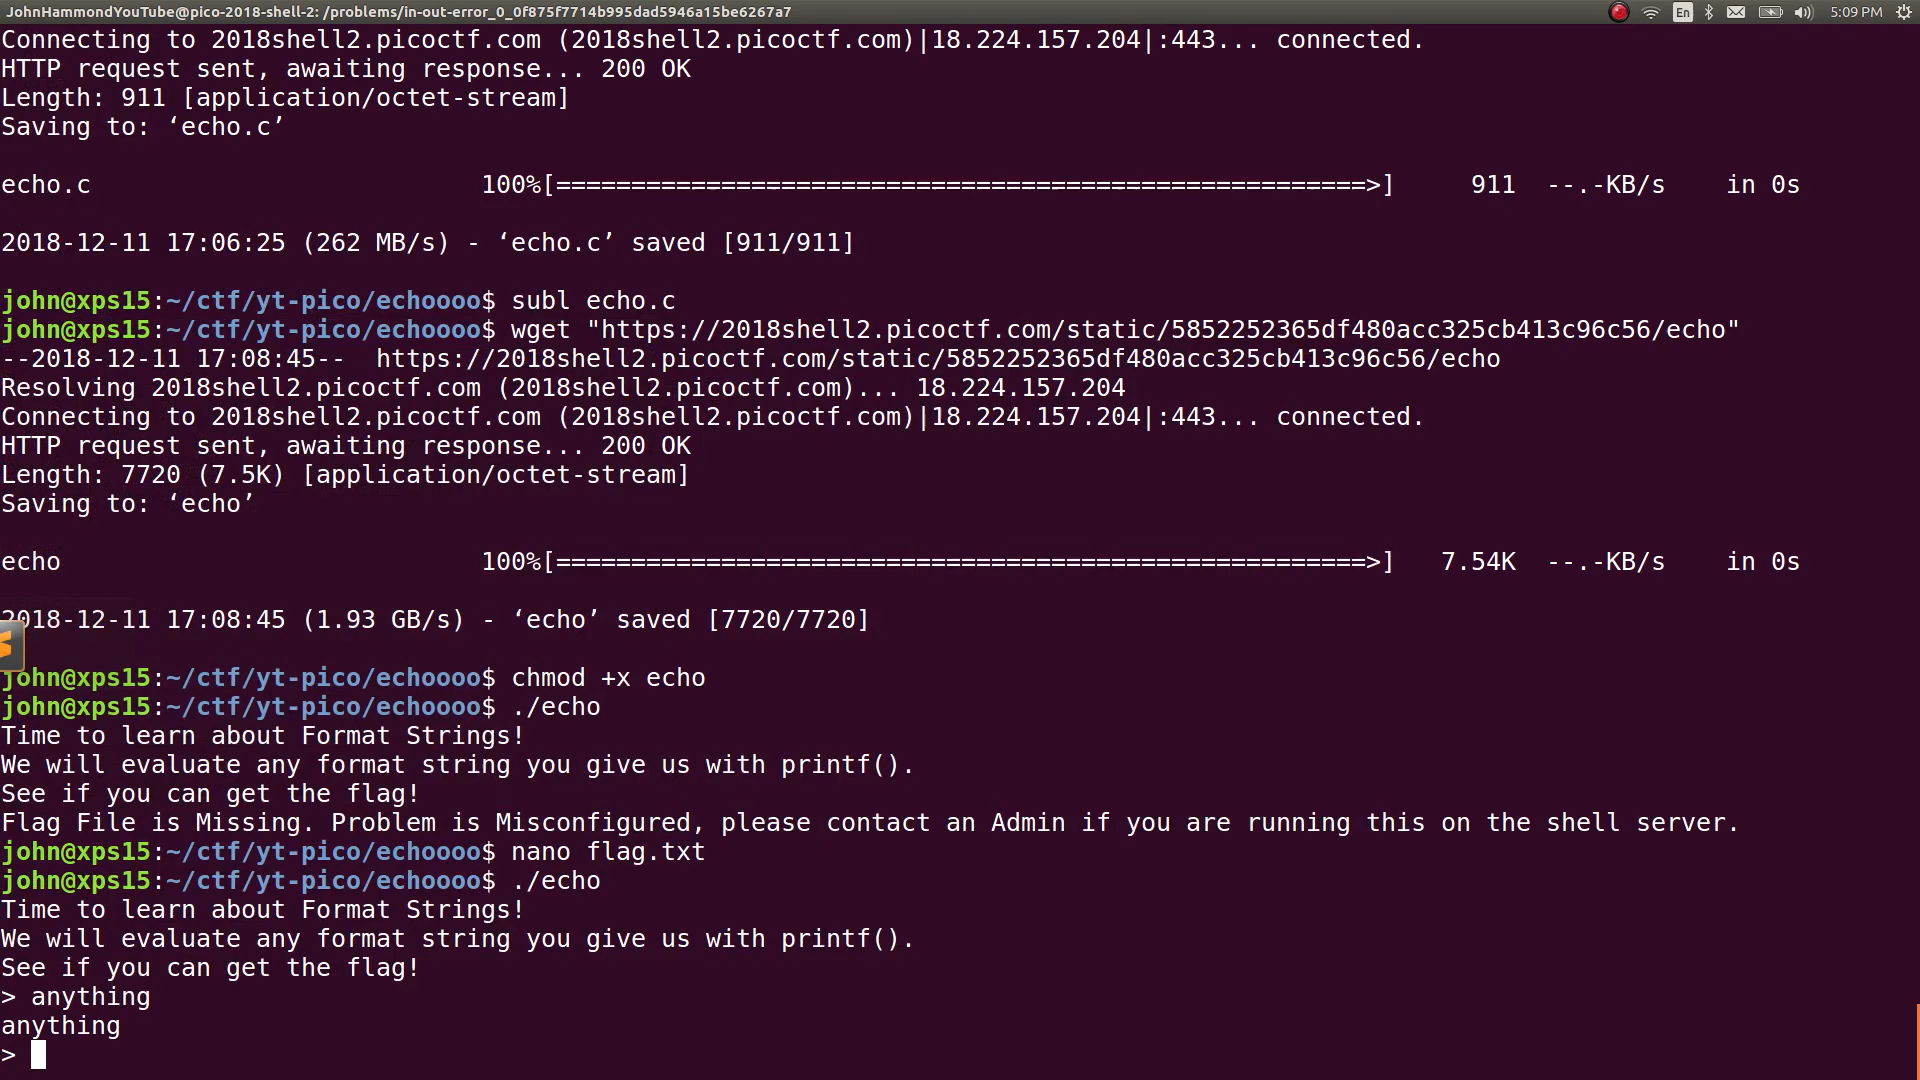 JohnHammondYouTube@pico-2018-shell-2: /problems/in-out-error_0_0f875f7714b995dad5946a15be6267a7 En 5:09 PM
Connecting to 2018shell2.picoctf.com (2018shell2.picoctf.com)|18.224.157.204|:443... connected.
HTTP request sent, awaiting response... 200 OK
Length: 911 [application/octet-stream]
Saving to: ‘echo.c’
echo.c 100%[======================================================>] 911 --.-KB/s in 0s
2018-12-11 17:06:25 (262 MB/s) - ‘echo.c’ saved [911/911]
john@xps15:~/ctf/yt-pico/echoooo$ subl echo.c
john@xps15:~/ctf/yt-pico/echoooo$ wget "https://2018shell2.picoctf.com/static/5852252365df480acc325cb413c96c56/echo"
--2018-12-11 17:08:45--  https://2018shell2.picoctf.com/static/5852252365df480acc325cb413c96c56/echo
Resolving 2018shell2.picoctf.com (2018shell2.picoctf.com)... 18.224.157.204
Connecting to 2018shell2.picoctf.com (2018shell2.picoctf.com)|18.224.157.204|:443... connected.
HTTP request sent, awaiting response... 200 OK
Length: 7720 (7.5K) [application/octet-stream]
Saving to: ‘echo’
echo 100%[======================================================>] 7.54K --.-KB/s in 0s
2018-12-11 17:08:45 (1.93 GB/s) - ‘echo’ saved [7720/7720]
john@xps15:~/ctf/yt-pico/echoooo$ chmod +x echo
john@xps15:~/ctf/yt-pico/echoooo$ ./echo
Time to learn about Format Strings!
We will evaluate any format string you give us with printf().
See if you can get the flag!
Flag File is Missing. Problem is Misconfigured, please contact an Admin if you are running this on the shell server.
john@xps15:~/ctf/yt-pico/echoooo$ nano flag.txt
john@xps15:~/ctf/yt-pico/echoooo$ ./echo
Time to learn about Format Strings!
We will evaluate any format string you give us with printf().
See if you can get the flag!
> anything
anything
>